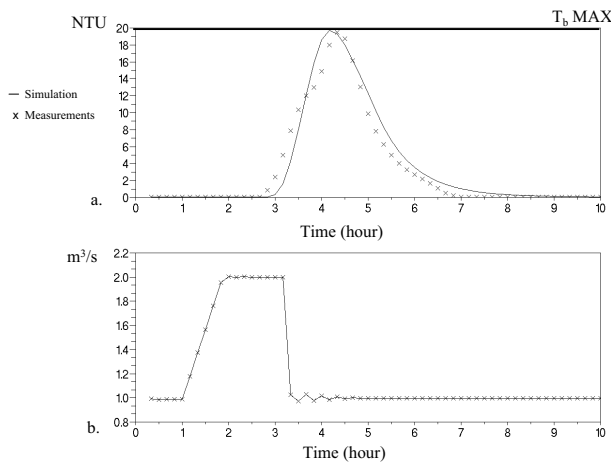 NTU
T_b MAX
20
18
16
14
12
10
8
6
4
2
0
— Simulation
x Measurements
a.
0 1 2 3 4 5 6 7 8 9 10
Time (hour)
m³/s
2.2
2.0
1.8
1.6
1.4
1.2
1.0
0.8
b.
0 1 2 3 4 5 6 7 8 9 10
Time (hour)